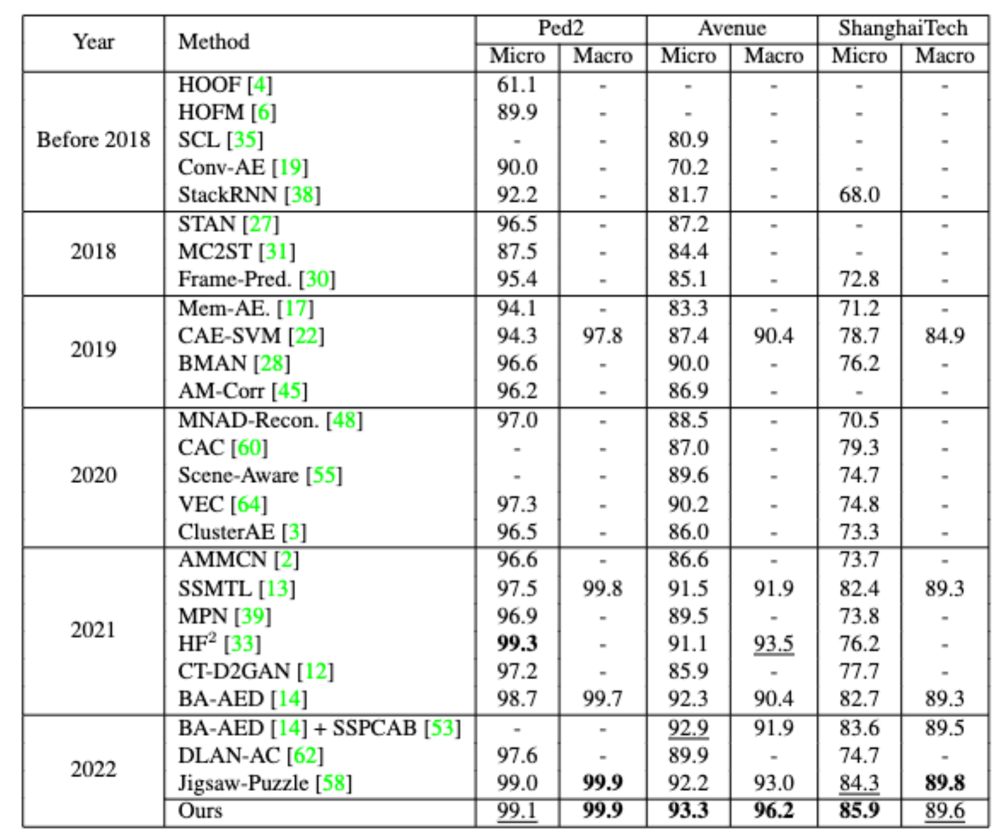 Year Method Ped2 Avenue ShanghaiTech
Micro Macro Micro Macro Micro Macro
Before 2018
HOOF [4] 61.1 - - - - -
HOFM [6] 89.9 - - - - -
SCL [35] - - 80.9 - - -
Conv-AE [19] 90.0 - 70.2 - - -
StackRNN [38] 92.2 - 81.7 - 68.0 -
2018
STAN [27] 96.5 - 87.2 - - -
MC2ST [31] 87.5 - 84.4 - - -
Frame-Pred. [30] 95.4 - 85.1 - 72.8 -
2019
Mem-AE. [17] 94.1 - 83.3 - 71.2 -
CAE-SVM [22] 94.3 97.8 87.4 90.4 78.7 84.9
BMAN [28] 96.6 - 90.0 - 76.2 -
AM-Corr [45] 96.2 - 86.9 - - -
2020
MNAD-Recon. [48] 97.0 - 88.5 - 70.5 -
CAC [60] - - 87.0 - 79.3 -
Scene-Aware [55] - - 89.6 - 74.7 -
VEC [64] 97.3 - 90.2 - 74.8 -
ClusterAE [3] 96.5 - 86.0 - 73.3 -
2021
AMMCN [2] 96.6 - 86.6 - 73.7 -
SSMTL [13] 97.5 99.8 91.5 91.9 82.4 89.3
MPN [39] 96.9 - 89.5 - 73.8 -
HF² [33] 99.3 - 91.1 93.5 76.2 -
CT-D2GAN [12] 97.2 - 85.9 - 77.7 -
BA-AED [14] 98.7 99.7 92.3 90.4 82.7 89.3
2022
BA-AED [14] + SSPCAB [53] - - 92.9 91.9 83.6 89.5
DLAN-AC [62] 97.6 - 89.9 - 74.7 -
Jigsaw-Puzzle [58] 99.0 99.9 92.2 93.0 84.3 89.8
Ours 99.1 99.9 93.3 96.2 85.9 89.6